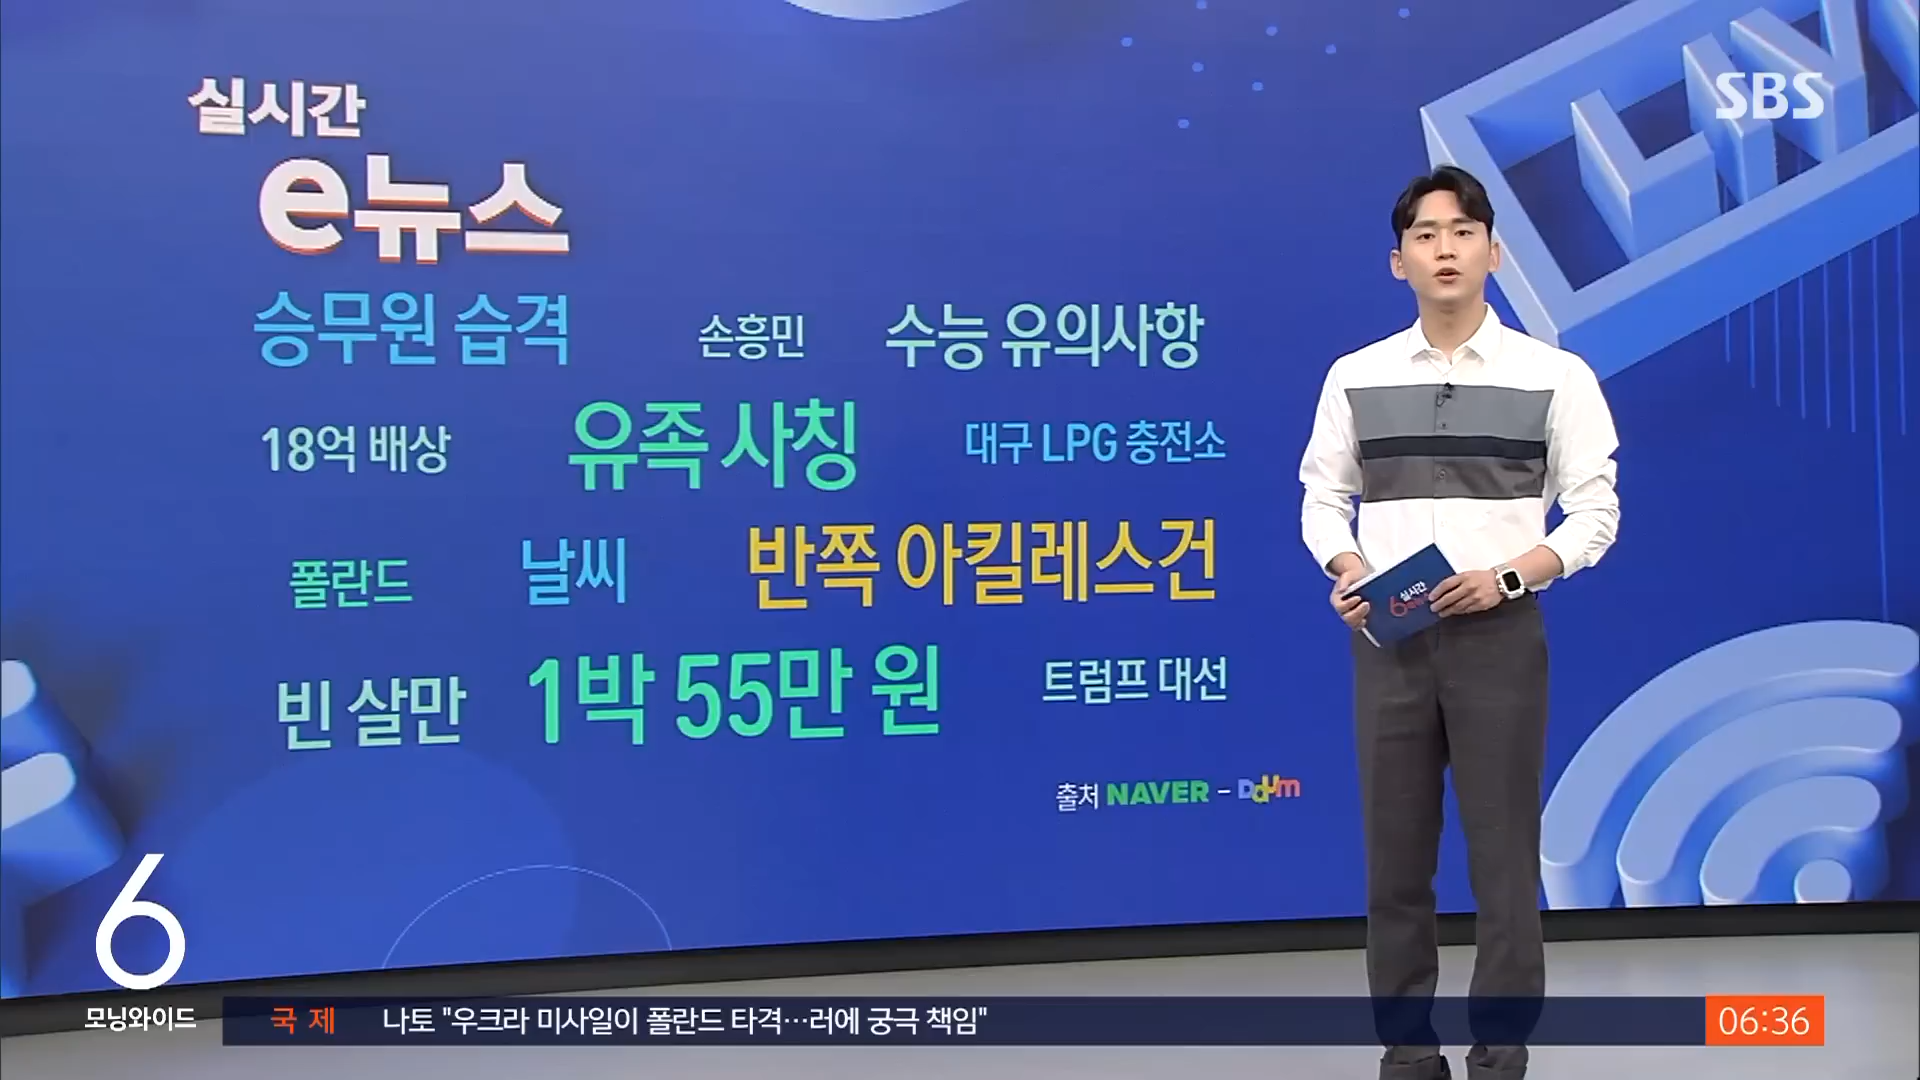 실시간
e뉴스
LIV
SBS
승무원 습격
손흥민
수능 유의사항
18억 배상
유족 사칭
대구 LPG 충전소
폴란드
날씨
반쪽 아킬레스건
빈 살만
1박 55만 원
트럼프 대선
출처 NAVER - Daum
실시간
6
모닝와이드
국제
나토 "우크라 미사일이 폴란드 타격…러에 궁극 책임"
06:36